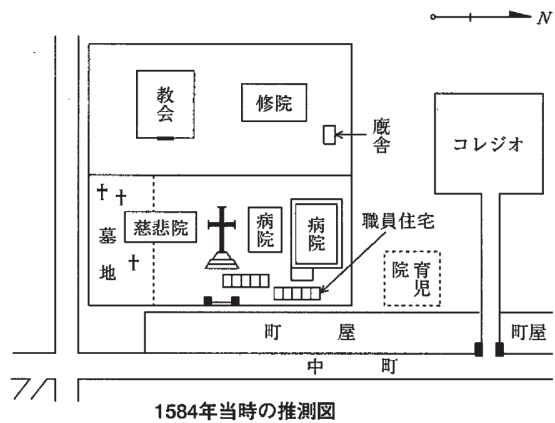 N
教会
修院
厩舎
コレジオ
墓地
慈悲院
病院
病院
職員住宅
育児院
町屋
町屋
中町
1584年当時の推測図